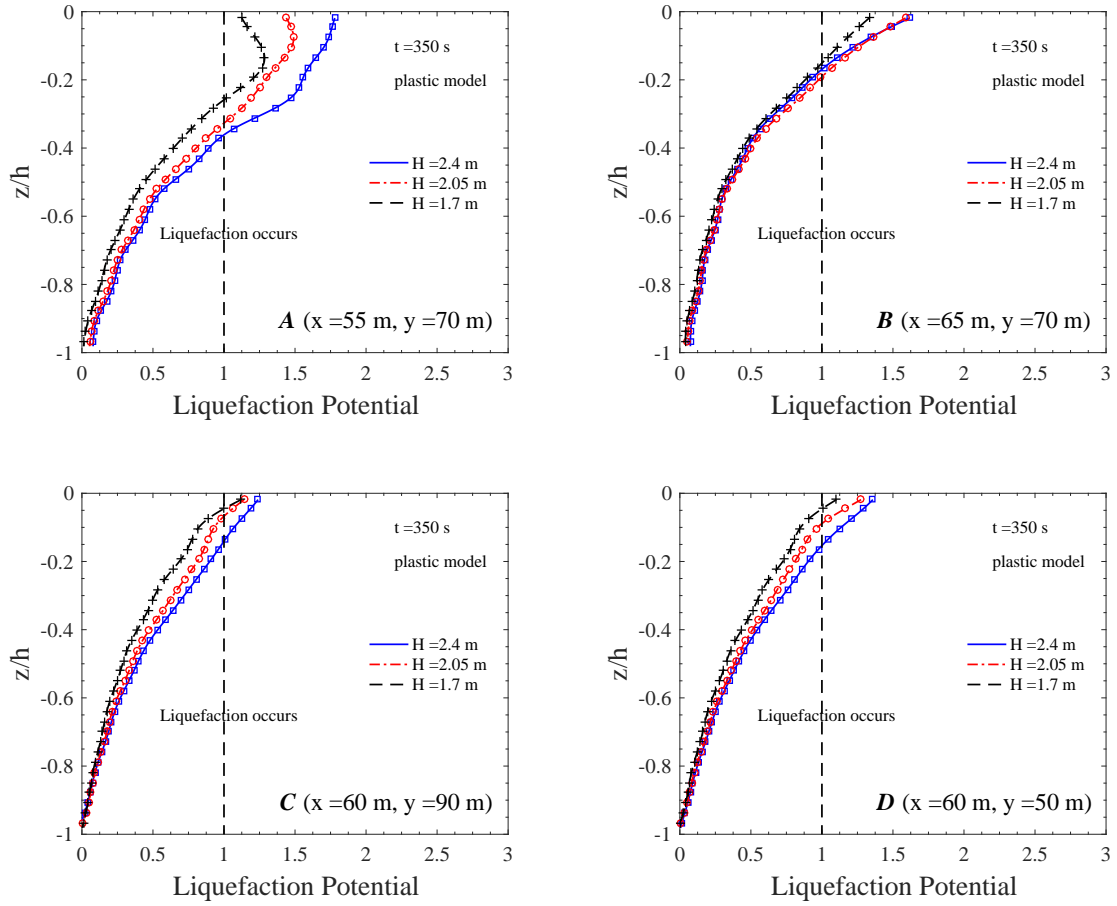 0
-0.2
-0.4
-0.6
-0.8
-1
z/h
t =350 s
plastic model
H =2.4 m
H =2.05 m
H =1.7 m
Liquefaction occurs
A (x =55 m, y =70 m)
0 0.5 1 1.5 2 2.5 3
Liquefaction Potential
0
-0.2
-0.4
-0.6
-0.8
-1
z/h
t =350 s
plastic model
H =2.4 m
H =2.05 m
H =1.7 m
Liquefaction occurs
B (x =65 m, y =70 m)
0 0.5 1 1.5 2 2.5 3
Liquefaction Potential
0
-0.2
-0.4
-0.6
-0.8
-1
z/h
t =350 s
plastic model
H =2.4 m
H =2.05 m
H =1.7 m
Liquefaction occurs
C (x =60 m, y =90 m)
0 0.5 1 1.5 2 2.5 3
Liquefaction Potential
0
-0.2
-0.4
-0.6
-0.8
-1
z/h
t =350 s
plastic model
H =2.4 m
H =2.05 m
H =1.7 m
Liquefaction occurs
D (x =60 m, y =50 m)
0 0.5 1 1.5 2 2.5 3
Liquefaction Potential